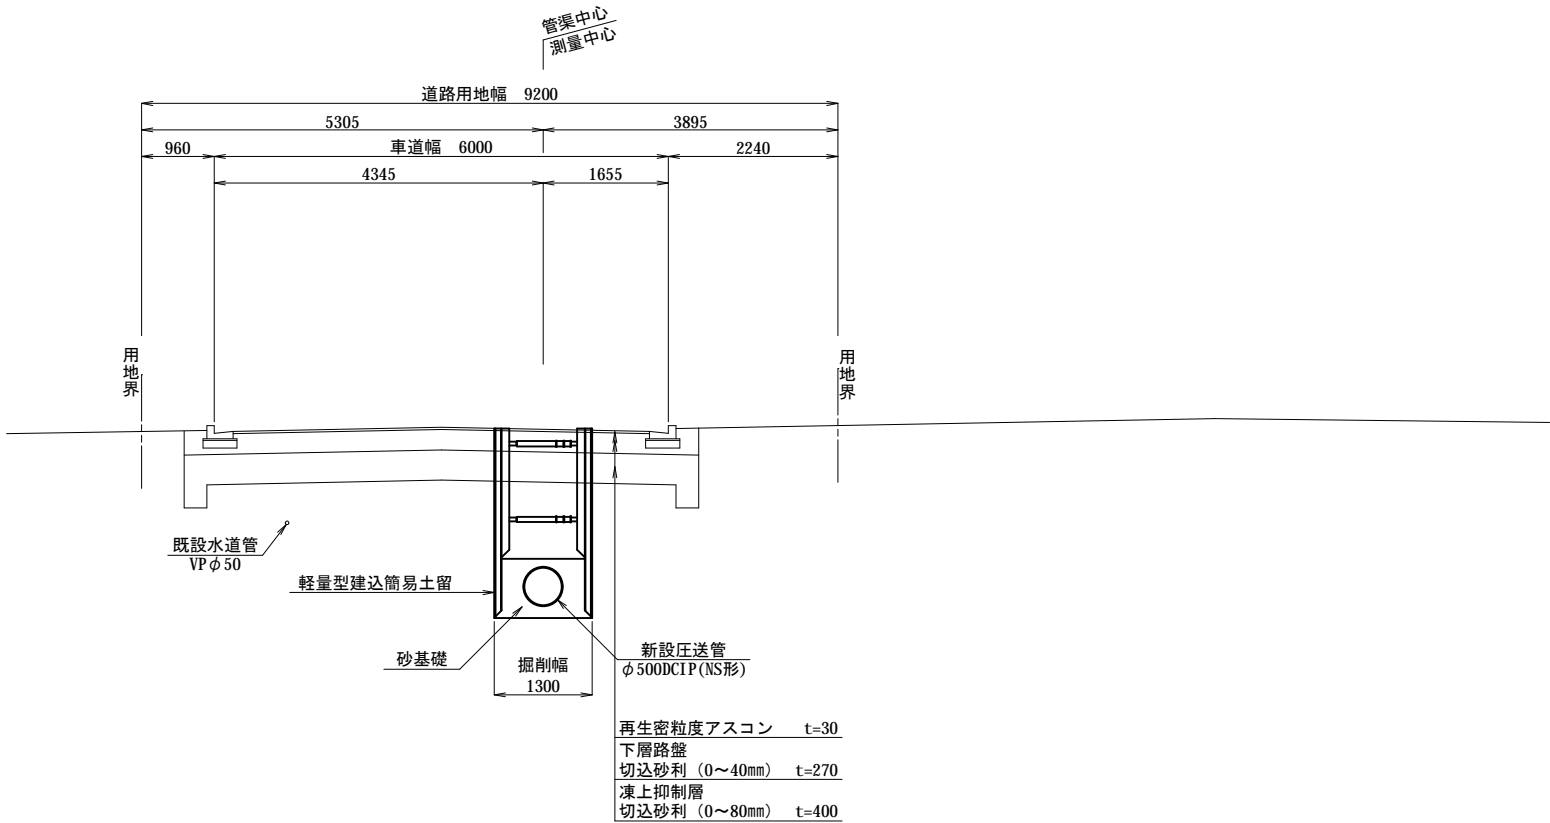 管渠中心
測量中心
道路用地幅 9200
5305
3895
960
車道幅 6000
2240
4345
1655
用地界
用地界
既設水道管
VPφ50
軽量型建込簡易土留
砂基礎
掘削幅
1300
新設圧送管
φ500DCIP(NS形)
再生密粒度アスコン t=30
下層路盤
切込砂利（0～40㎜） t=270
凍上抑制層
切込砂利（0～80㎜） t=400